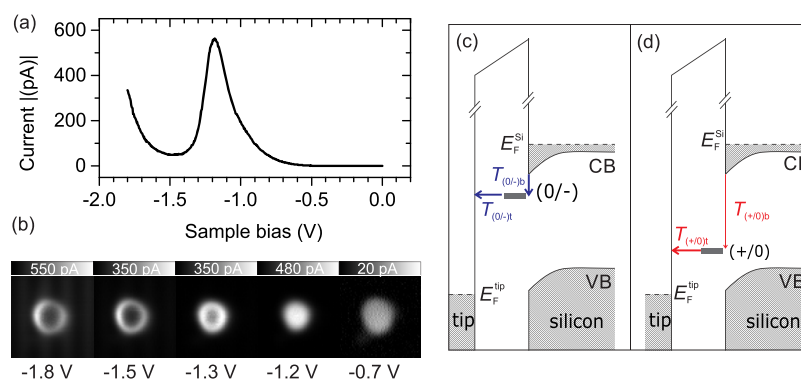 (a)
600
400
200
0
Current |(pA)|
-2.0 -1.5 -1.0 -0.5 0.0
Sample bias (V)
(b)
550 pA 350 pA 350 pA 480 pA 20 pA
-1.8 V -1.5 V -1.3 V -1.2 V -0.7 V
(c)
E_F^Si
CB
T_(0/-)b
(0/-)
T_(0/-)t
VB
E_F^tip
tip
silicon
(d)
E_F^Si
CI
T_(+/0)b
T_(+/0)t
(+/0)
VB
E_F^tip
tip
silicon